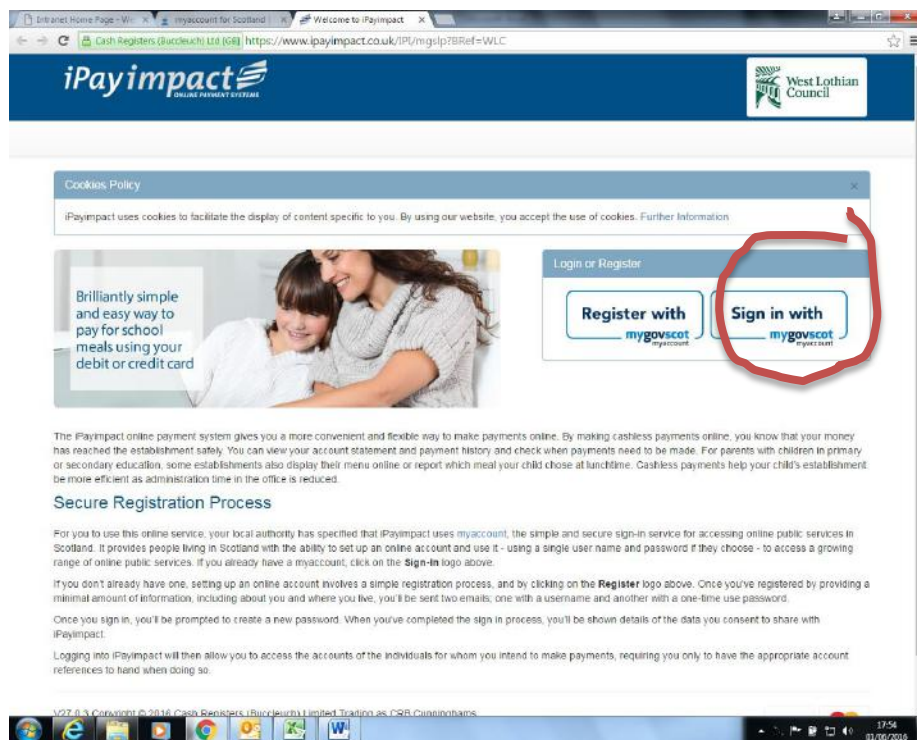 Intranet Home Page - We
myaccount for Scotland
Welcome to iPayimpact
Cash Registers (Buccleuch) Ltd [GB] https://www.ipayimpact.co.uk/IPI/mgslp?BRef=WLC
iPayimpact
ONLINE PAYMENT SYSTEMS
West Lothian
Council
Cookies Policy
×
iPayimpact uses cookies to facilitate the display of content specific to you. By using our website, you accept the use of cookies. Further Information
Brilliantly simple
and easy way to
pay for school
meals using your
debit or credit card
Login or Register
Register with
mygovscot
myaccount
Sign in with
mygovscot
myaccount
The iPayimpact online payment system gives you a more convenient and flexible way to make payments online. By making cashless payments online, you know that your money
has reached the establishment safely. You can view your account statement and payment history and check when payments need to be made. For parents with children in primary
or secondary education, some establishments also display their menu online or report which meal your child chose at lunchtime. Cashless payments help your child's establishment
be more efficient as administration time in the office is reduced.
Secure Registration Process
For you to use this online service, your local authority has specified that iPayimpact uses myaccount, the simple and secure sign-in service for accessing online public services in
Scotland. It provides people living in Scotland with the ability to set up an online account and use it - using a single user name and password if they choose - to access a growing
range of online public services. If you already have a myaccount, click on the Sign-In logo above.
If you don't already have one, setting up an online account involves a simple registration process, and by clicking on the Register logo above. Once you've registered by providing a
minimal amount of information, including about you and where you live, you'll be sent two emails; one with a username and another with a one-time use password.
Once you sign in, you'll be prompted to create a new password. When you've completed the sign in process, you'll be shown details of the data you consent to share with
iPayimpact.
Logging into iPayimpact will then allow you to access the accounts of the individuals for whom you intend to make payments, requiring you only to have the appropriate account
references to hand when doing so.
V27.0.3 Copyright © 2016 Cash Registers (Buccleuch) Limited Trading as CRB Cunninghams
17:54
01/06/2016